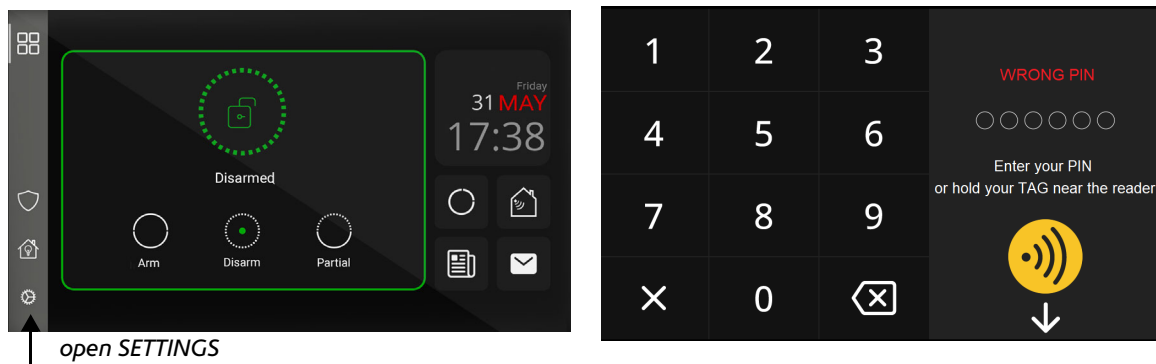 Friday
31 MAY
17:38
Disarmed
Arm Disarm Partial
open SETTINGS
1 2 3
4 5 6
7 8 9
0
WRONG PIN
Enter your PIN
or hold your TAG near the reader